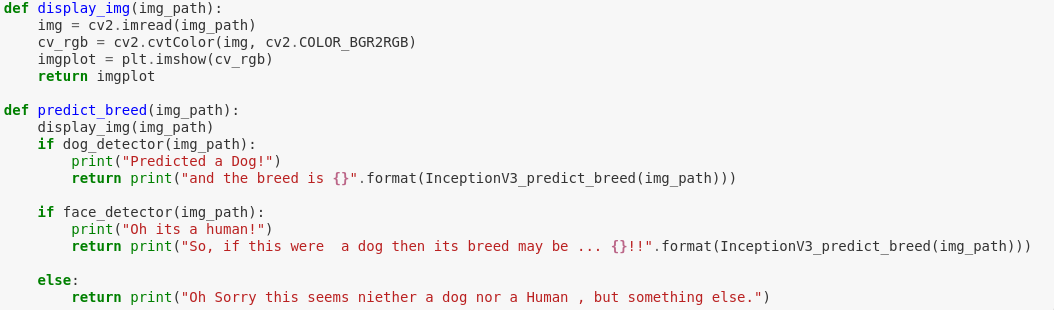 def display_img(img_path):
    img = cv2.imread(img_path)
    cv_rgb = cv2.cvtColor(img, cv2.COLOR_BGR2RGB)
    imgplot = plt.imshow(cv_rgb)
    return imgplot

def predict_breed(img_path):
    display_img(img_path)
    if dog_detector(img_path):
        print("Predicted a Dog!")
        return print("and the breed is {}".format(InceptionV3_predict_breed(img_path)))

    if face_detector(img_path):
        print("Oh its a human!")
        return print("So, if this were  a dog then its breed may be ... {}!!".format(InceptionV3_predict_breed(img_path)))

    else:
        return print("Oh Sorry this seems niether a dog nor a Human , but something else.")